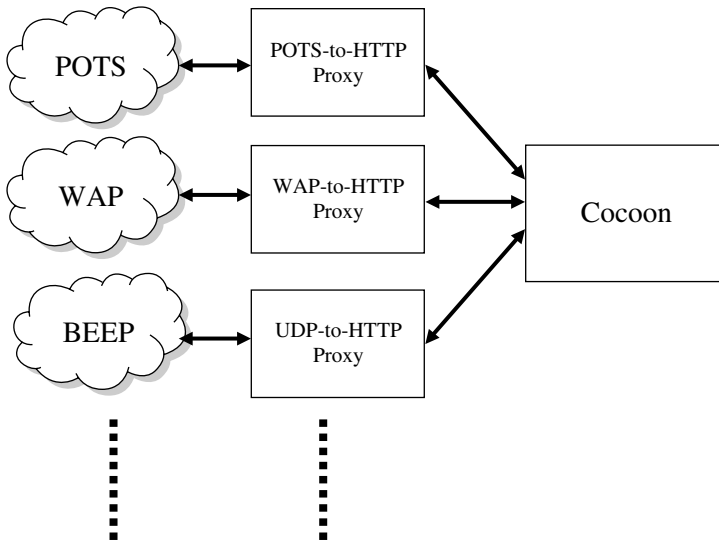 POTS
POTS-to-HTTP
Proxy
WAP
WAP-to-HTTP
Proxy
Cocoon
BEEP
UDP-to-HTTP
Proxy